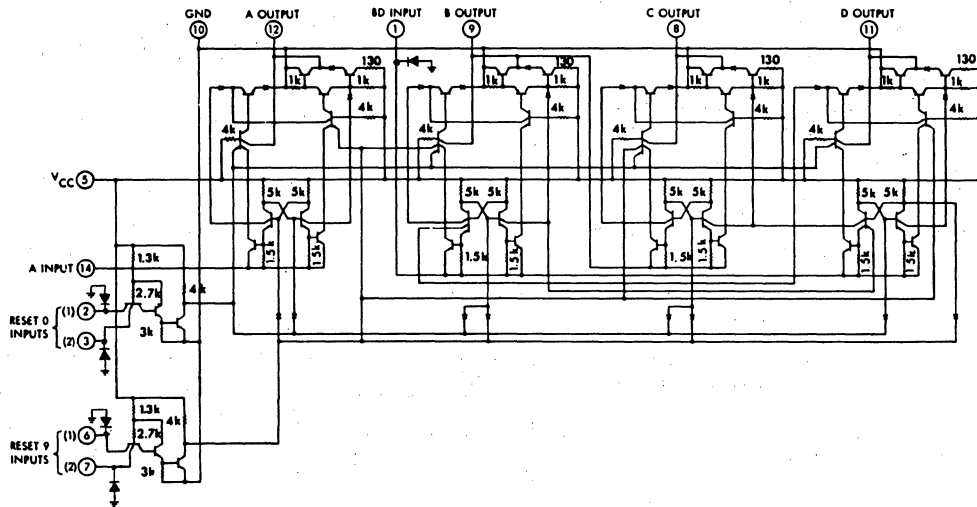 GND A OUTPUT BD INPUT B OUTPUT C OUTPUT D OUTPUT
10 12 1 9 8 11
130 130 130 130
1k 1k 1k 1k 1k 1k 1k 1k
4k 4k 4k 4k
4k 4k 4k 4k
VCC 5
5k 5k 5k 5k 5k 5k 5k 5k
1.5k 1.5k 1.5k 1.5k 1.5k 1.5k 1.5k 1.5k
A INPUT 14
1.3k
4k
2.7k
RESET 0 INPUTS (1) 2
(2) 3
3k
1.3k
4k
2.7k
RESET 9 INPUTS (1) 6
(2) 7
3k